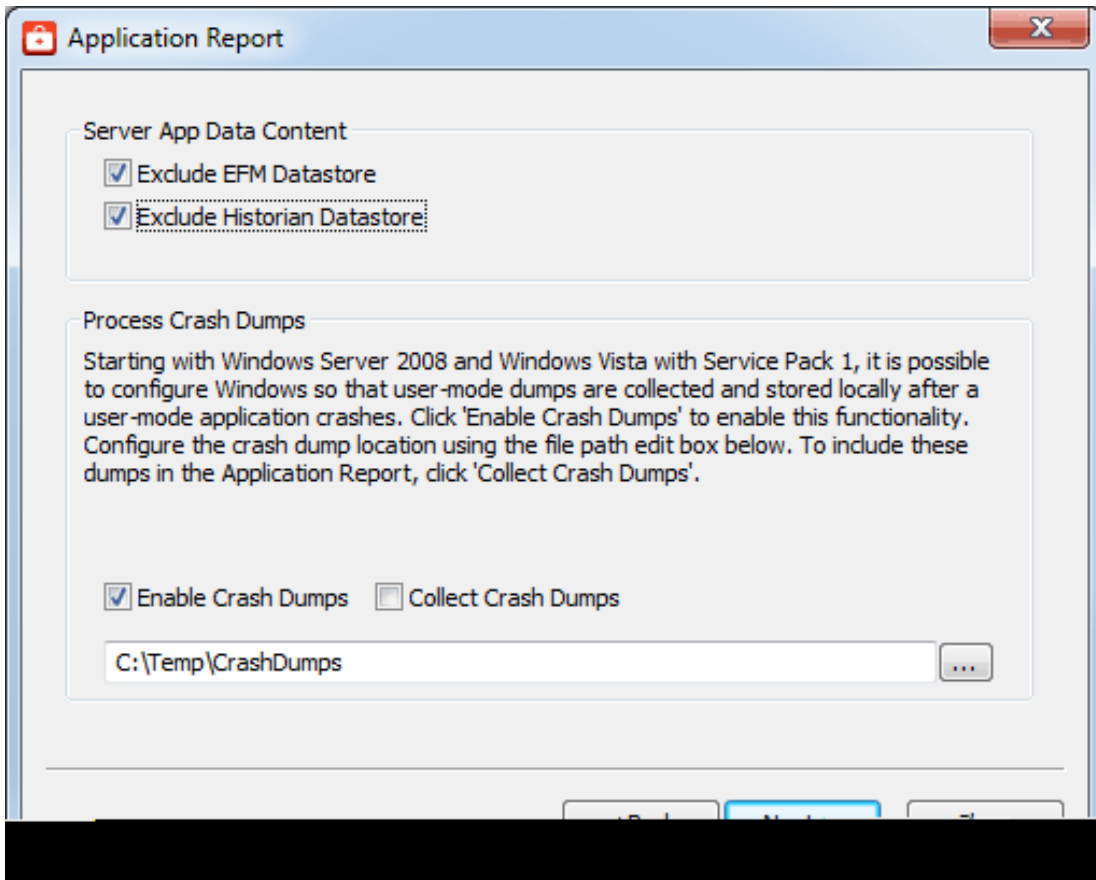 Application Report
Server App Data Content
Exclude EFM Datastore
Exclude Historian Datastore
Process Crash Dumps
Starting with Windows Server 2008 and Windows Vista with Service Pack 1, it is possible
to configure Windows so that user-mode dumps are collected and stored locally after a
user-mode application crashes. Click 'Enable Crash Dumps' to enable this functionality.
Configure the crash dump location using the file path edit box below. To include these
dumps in the Application Report, click 'Collect Crash Dumps'.
Enable Crash Dumps Collect Crash Dumps
C:\Temp\CrashDumps
...